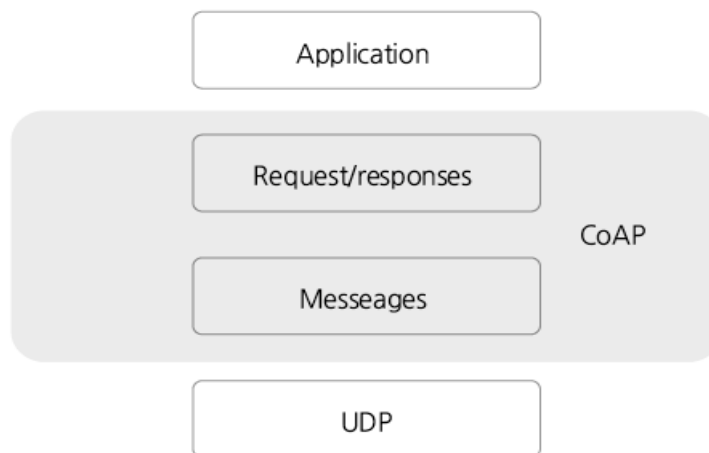 Application
Request/responses
CoAP
Messeages
UDP